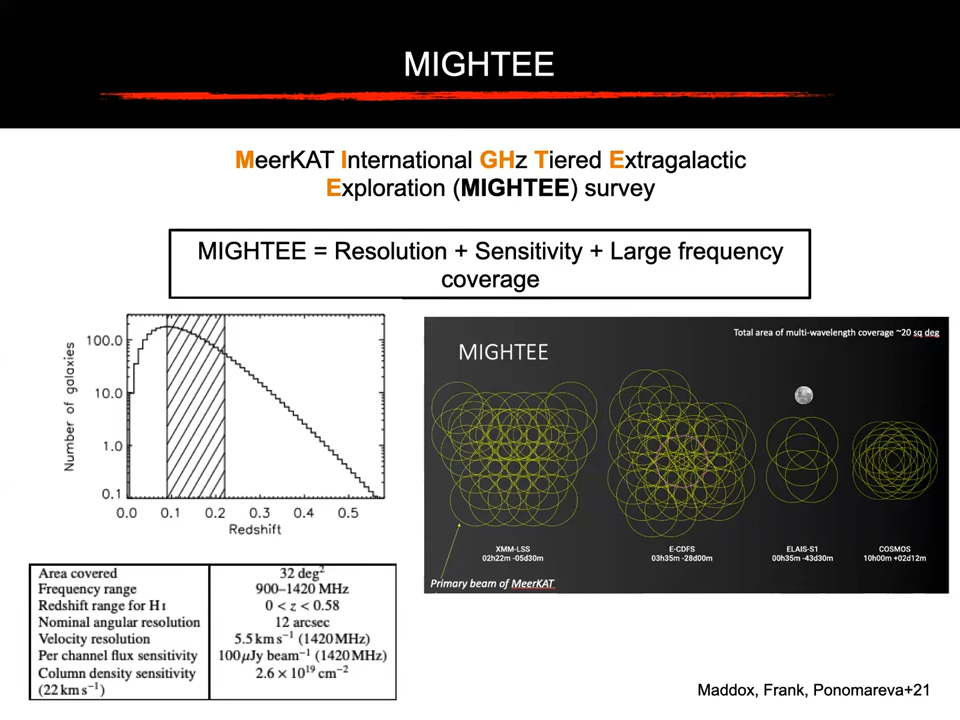 MIGHTEE
MeerKAT International GHz Tiered Extragalactic
Exploration (MIGHTEE) survey
MIGHTEE = Resolution + Sensitivity + Large frequency
coverage
Number of galaxies
100.0
10.0
1.0
0.1
0.0 0.1 0.2 0.3 0.4 0.5
Redshift
Total area of multi-wavelength coverage ~20 sq deg
MIGHTEE
XMM-LSS
02h22m -05d30m
E-CDFS
03h35m -28d00m
ELAIS-S1
00h35m -43d30m
COSMOS
10h00m +02d12m
Primary beam of MeerKAT
Area covered 32 deg²
Frequency range 900–1420 MHz
Redshift range for H I 0 < z < 0.58
Nominal angular resolution 12 arcsec
Velocity resolution 5.5 km s⁻¹ (1420 MHz)
Per channel flux sensitivity 100 μJy beam⁻¹ (1420 MHz)
Column density sensitivity 2.6 × 10¹⁹ cm⁻²
(22 km s⁻¹)
Maddox, Frank, Ponomareva+21